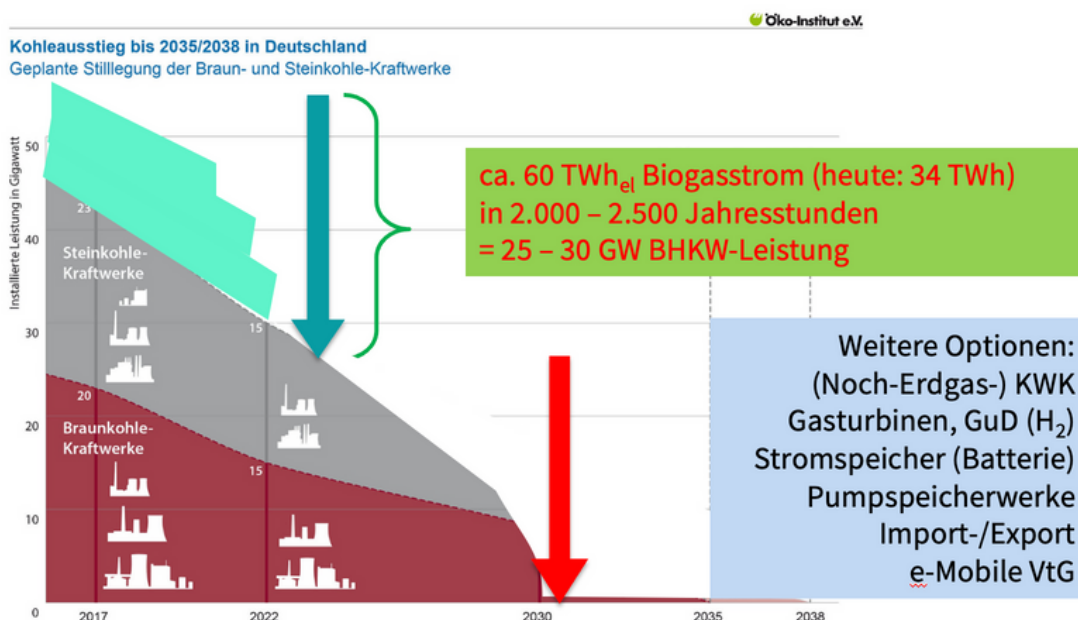 Öko-Institut e.V.
Kohleausstieg bis 2035/2038 in Deutschland
Geplante Stilllegung der Braun- und Steinkohle-Kraftwerke
Installierte Leistung in Gigawatt
50
40
30
20
10
0
23
Steinkohle-
Kraftwerke
15
20
Braunkohle-
Kraftwerke
15
ca. 60 TWhel Biogasstrom (heute: 34 TWh)
in 2.000 – 2.500 Jahresstunden
= 25 – 30 GW BHKW-Leistung
Weitere Optionen:
(Noch-Erdgas-) KWK
Gasturbinen, GuD (H2)
Stromspeicher (Batterie)
Pumpspeicherwerke
Import-/Export
e-Mobile VtG
2017
2022
2030
2035
2038